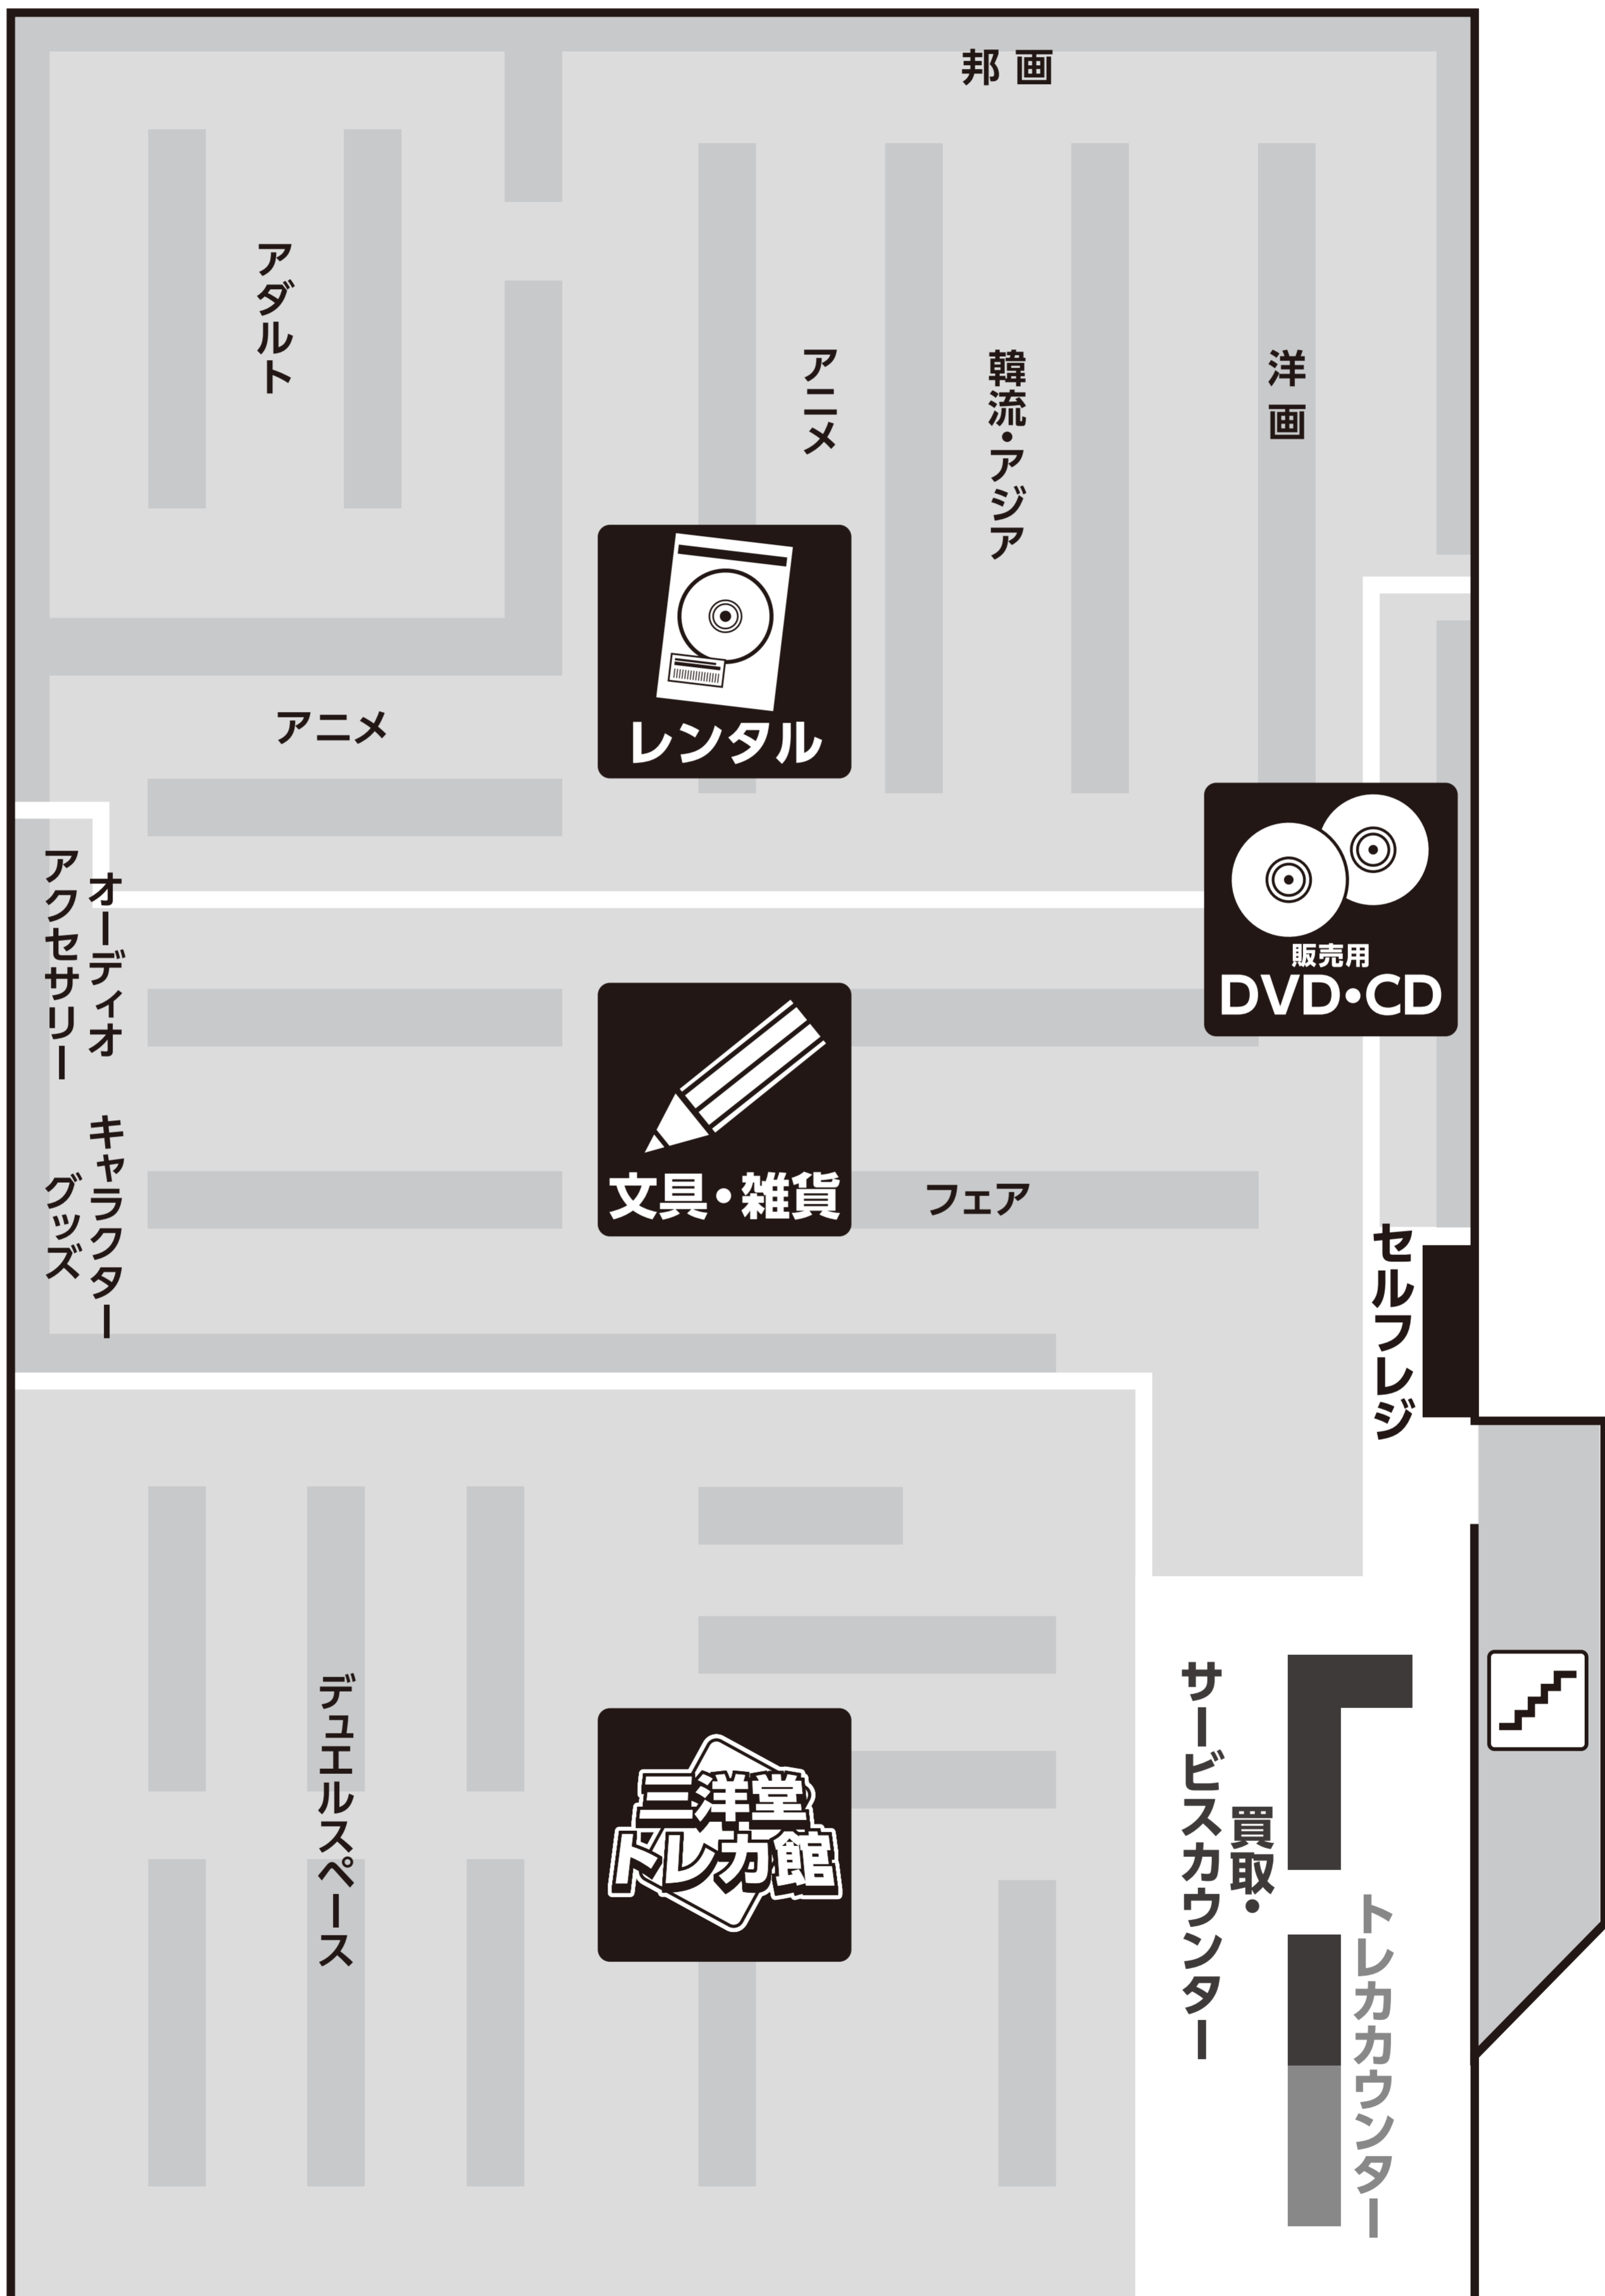 邦画
アダルト
アニメ
韓流・アジア
洋画
レンタル
アニメ
販売用
DVD・CD
オーディオ
アクセサリー
文具・雑貨
キャラクター
グッズ
フェア
セルフレジ
デュエルスペース
三洋堂
トレカ館
買取・
サービスカウンター
トレカカウンター